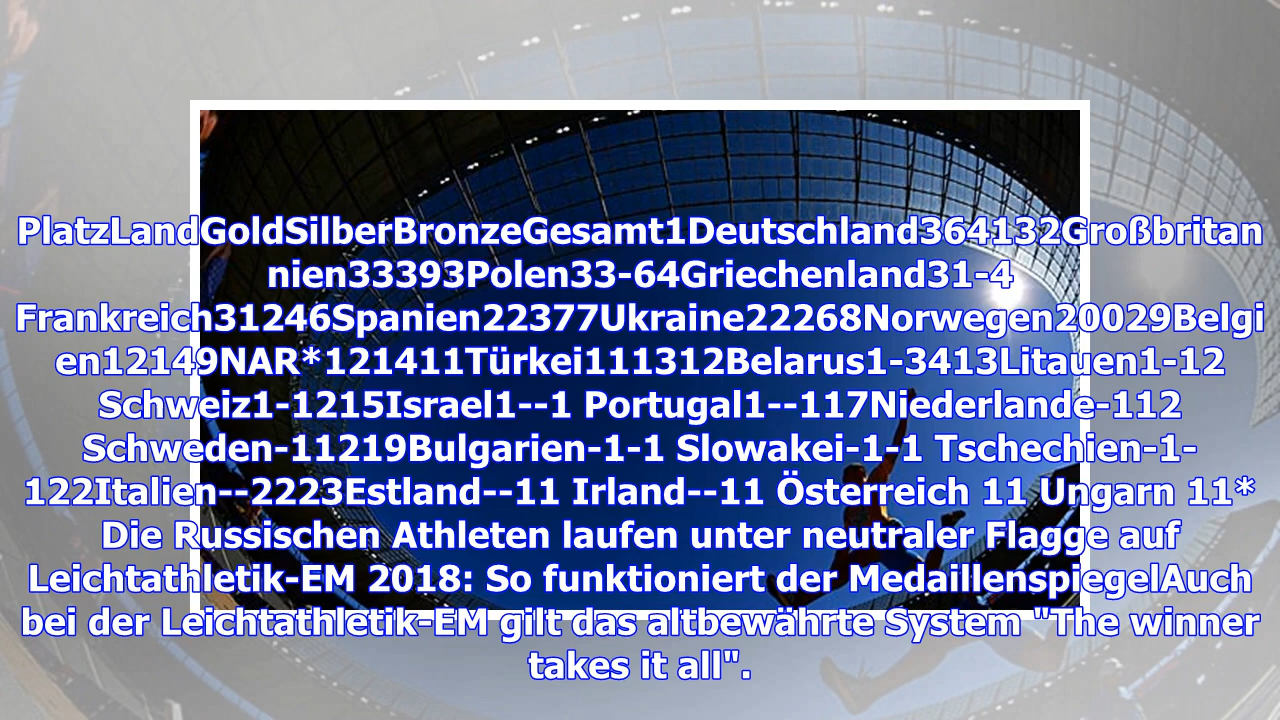 PlatzLandGoldSilberBronzeGesamt1Deutschland364132Großbritan
nien33393Polen33-64Griechenland31-4
Frankreich31246Spanien22377Ukraine22268Norwegen20029Belgi
en12149NAR*121411Türkei111312Belarus1-3413Litauen1-12
Schweiz1-1215Israel1--1 Portugal1--117Niederlande-112
Schweden-11219Bulgarien-1-1 Slowakei-1-1 Tschechien-1-
122Italien--2223Estland--11 Irland--11 Österreich 11 Ungarn 11*
Die Russischen Athleten laufen unter neutraler Flagge auf
Leichtathletik-EM 2018: So funktioniert der MedaillenspiegelAuch
bei der Leichtathletik-EM gilt das altbewährte System "The winner
takes it all".